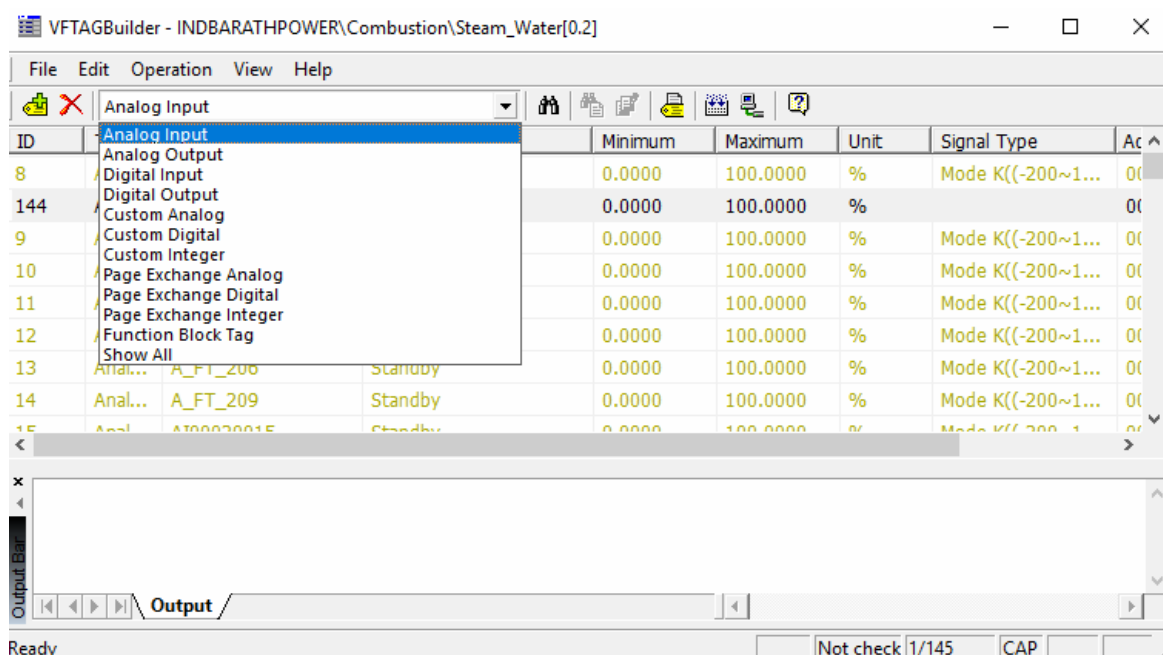 VFTAGBuilder - INDBARATHPOWER\Combustion\Steam_Water[0.2]
File Edit Operation View Help
Analog Input
ID Minimum Maximum Unit Signal Type
Analog Input
Analog Output
Digital Input
Digital Output
Custom Analog
Custom Digital
Custom Integer
Page Exchange Analog
Page Exchange Digital
Page Exchange Integer
Function Block Tag
Show All
8 0.0000 100.0000 % Mode K((-200~1...
144 0.0000 100.0000 %
9 0.0000 100.0000 % Mode K((-200~1...
10 0.0000 100.0000 % Mode K((-200~1...
11 0.0000 100.0000 % Mode K((-200~1...
12 0.0000 100.0000 % Mode K((-200~1...
13 Anal... A_FT_206 Standby 0.0000 100.0000 % Mode K((-200~1...
14 Anal... A_FT_209 Standby 0.0000 100.0000 % Mode K((-200~1...
Output Bar
Output
Ready Not check 1/145 CAP